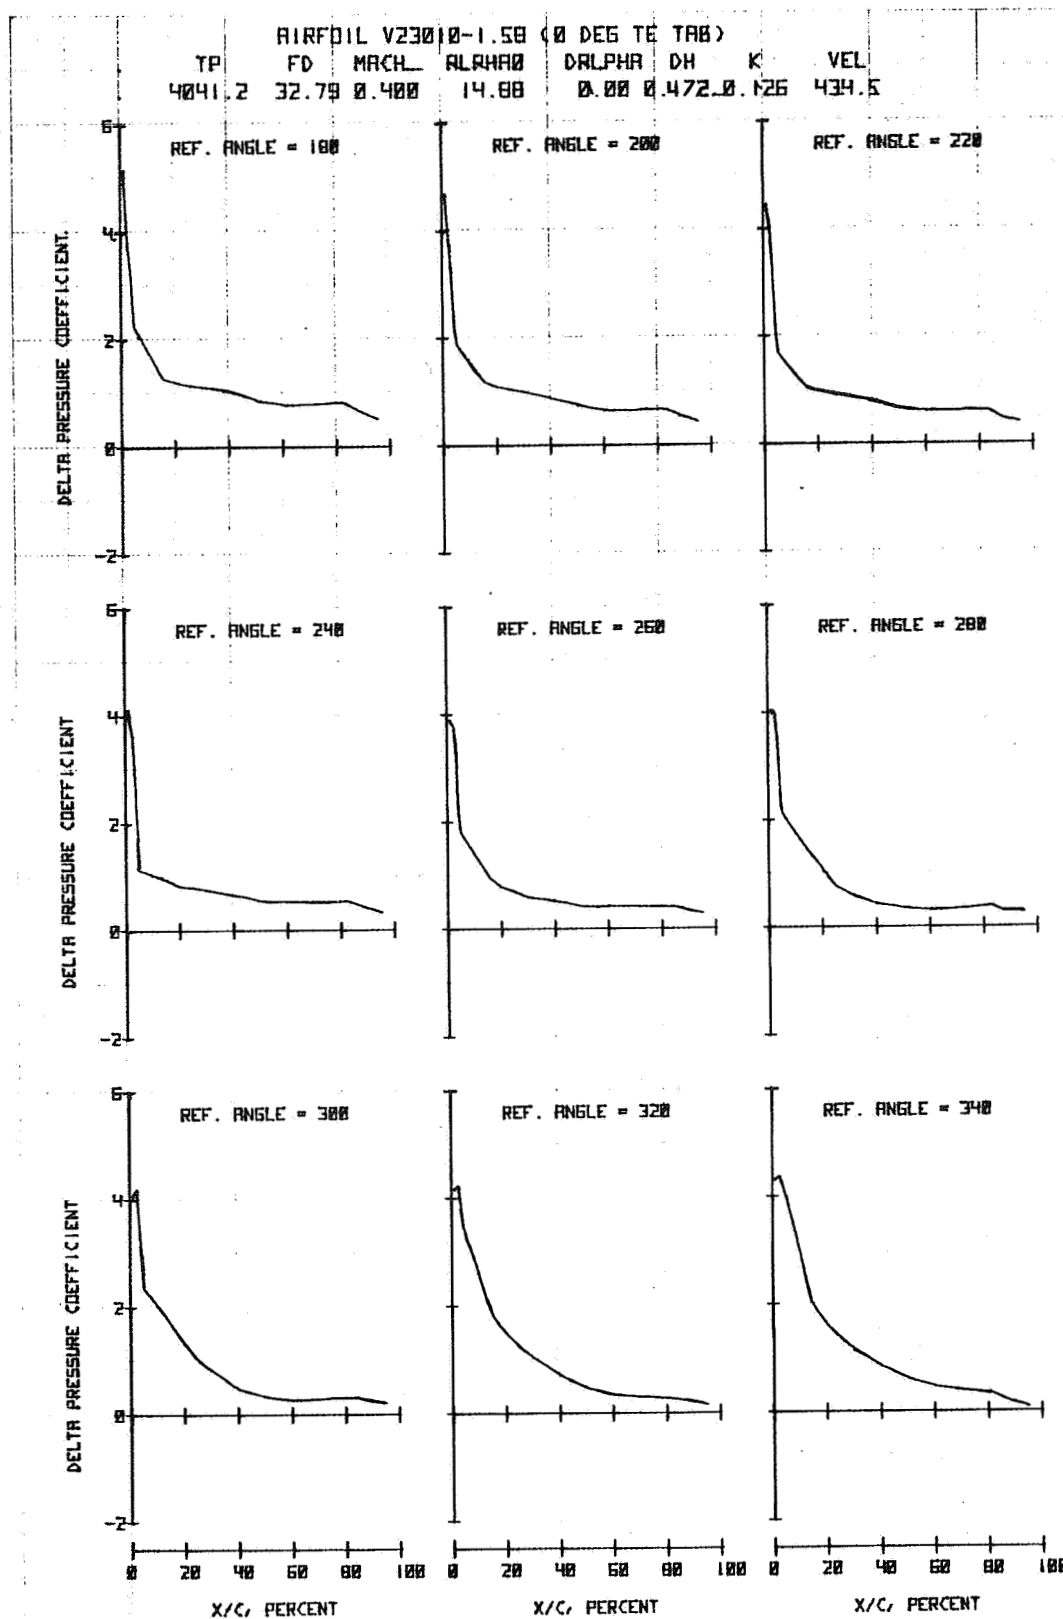 AIRFOIL V23010-1.58 (0 DEG TE TAB)
TP FD MACH ALPHA0 DALPHA DH K VEL
4041.2 32.79 0.400 14.88 0.00 0.472 0.126 434.5
REF. ANGLE = 180 REF. ANGLE = 200 REF. ANGLE = 220
6
4
2
0
-2
DELTA PRESSURE COEFFICIENT
REF. ANGLE = 240 REF. ANGLE = 260 REF. ANGLE = 280
6
4
2
0
-2
DELTA PRESSURE COEFFICIENT
REF. ANGLE = 300 REF. ANGLE = 320 REF. ANGLE = 340
6
4
2
0
-2
DELTA PRESSURE COEFFICIENT
0 20 40 60 80 100 0 20 40 60 80 100 0 20 40 60 80 100
X/C, PERCENT X/C, PERCENT X/C, PERCENT